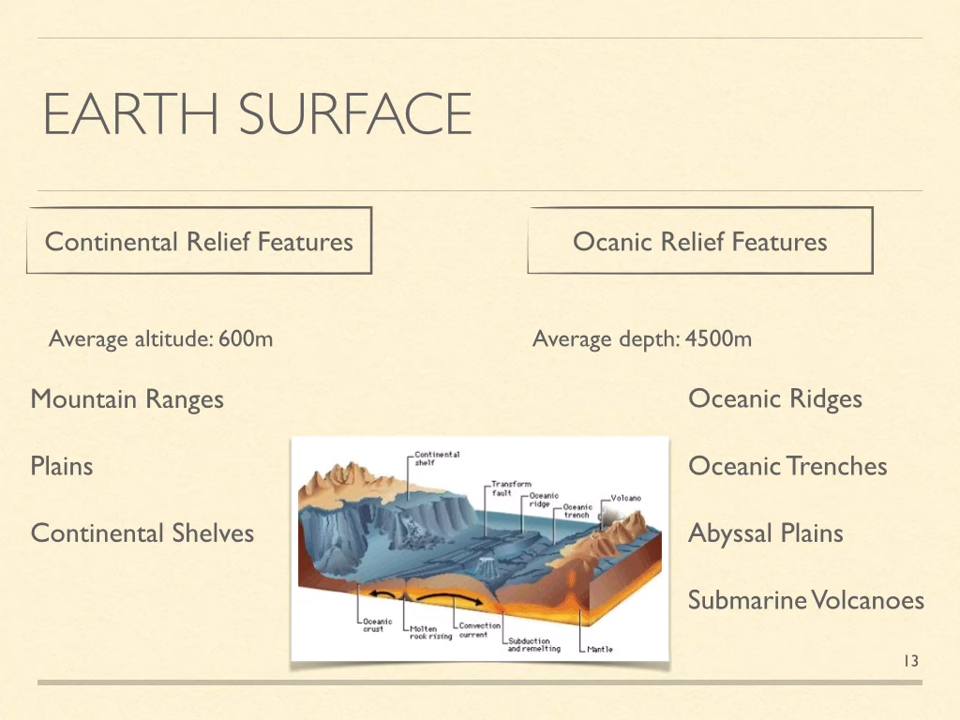 EARTH SURFACE
Continental Relief Features
Ocanic Relief Features
Average altitude: 600m
Average depth: 4500m
Mountain Ranges
Plains
Continental Shelves
Oceanic Ridges
Oceanic Trenches
Abyssal Plains
Submarine Volcanoes
Continental
shelf
Transform
fault
Oceanic
ridge
Oceanic
trench
Volcano
Oceanic
crust
Molten
rock rising
Convection
current
Subduction
and remelting
Mantle
13